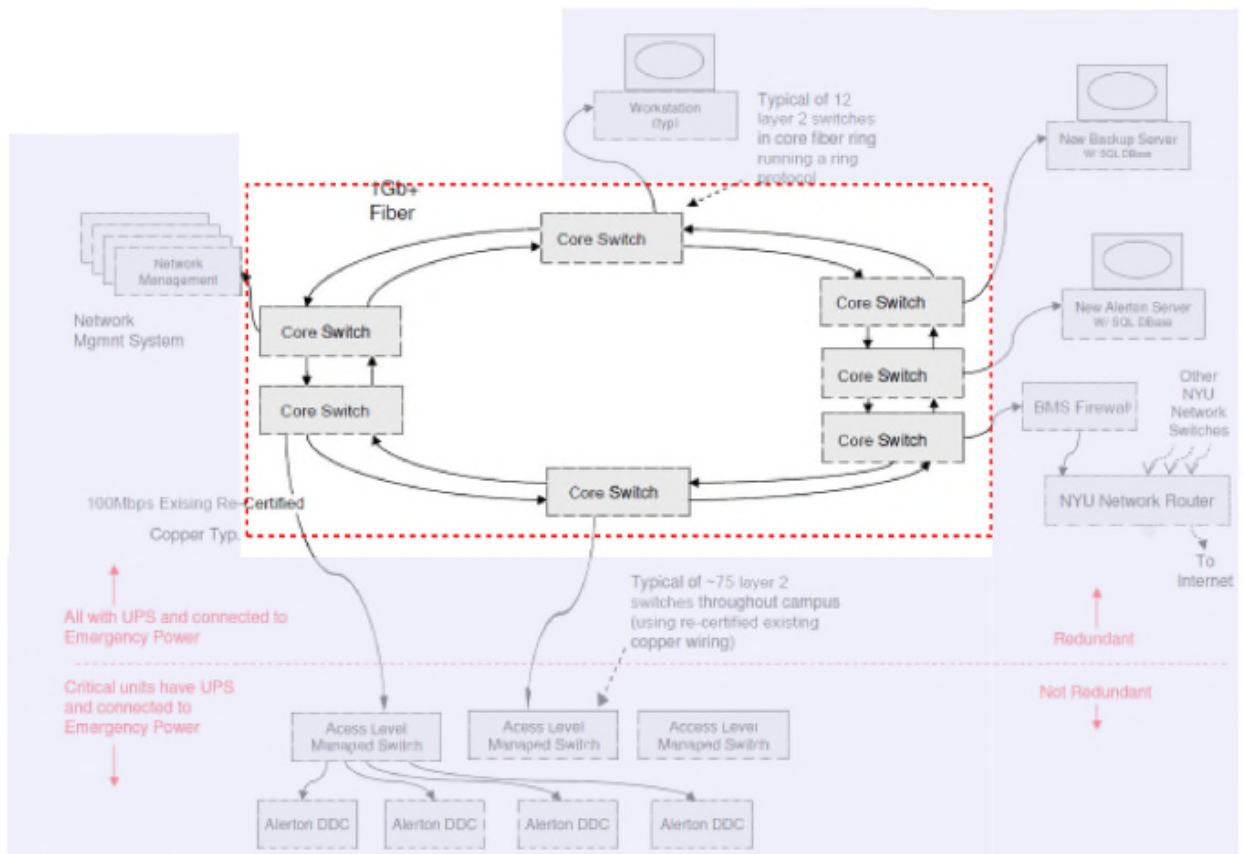 Workstation
(typ)
Typical of 12
layer 2 switches
in core fiber ring
running a ring
protocol
New Backup Server
W/ SQL DBase
1Gb+
Fiber
Core Switch
Network
Management
Network
Mgmnt System
Core Switch
Core Switch
New Alerton Server
W/ SQL DBase
Core Switch
Core Switch
Core Switch
Core Switch
BMS Firewall
Other
NYU
Network
Switches
NYU Network Router
To
Internet
100Mbps Exising Re-Certified
Copper Typ.
All with UPS and connected to
Emergency Power
Typical of ~75 layer 2
switches throughout campus
(using re-certified existing
copper wiring)
Redundant
Critical units have UPS
and connected to
Emergency Power
Not Redundant
Acess Level
Managed Switch
Acess Level
Managed Switch
Access Level
Managed Switch
Alerton DDC
Alerton DDC
Alerton DDC
Alerton DDC